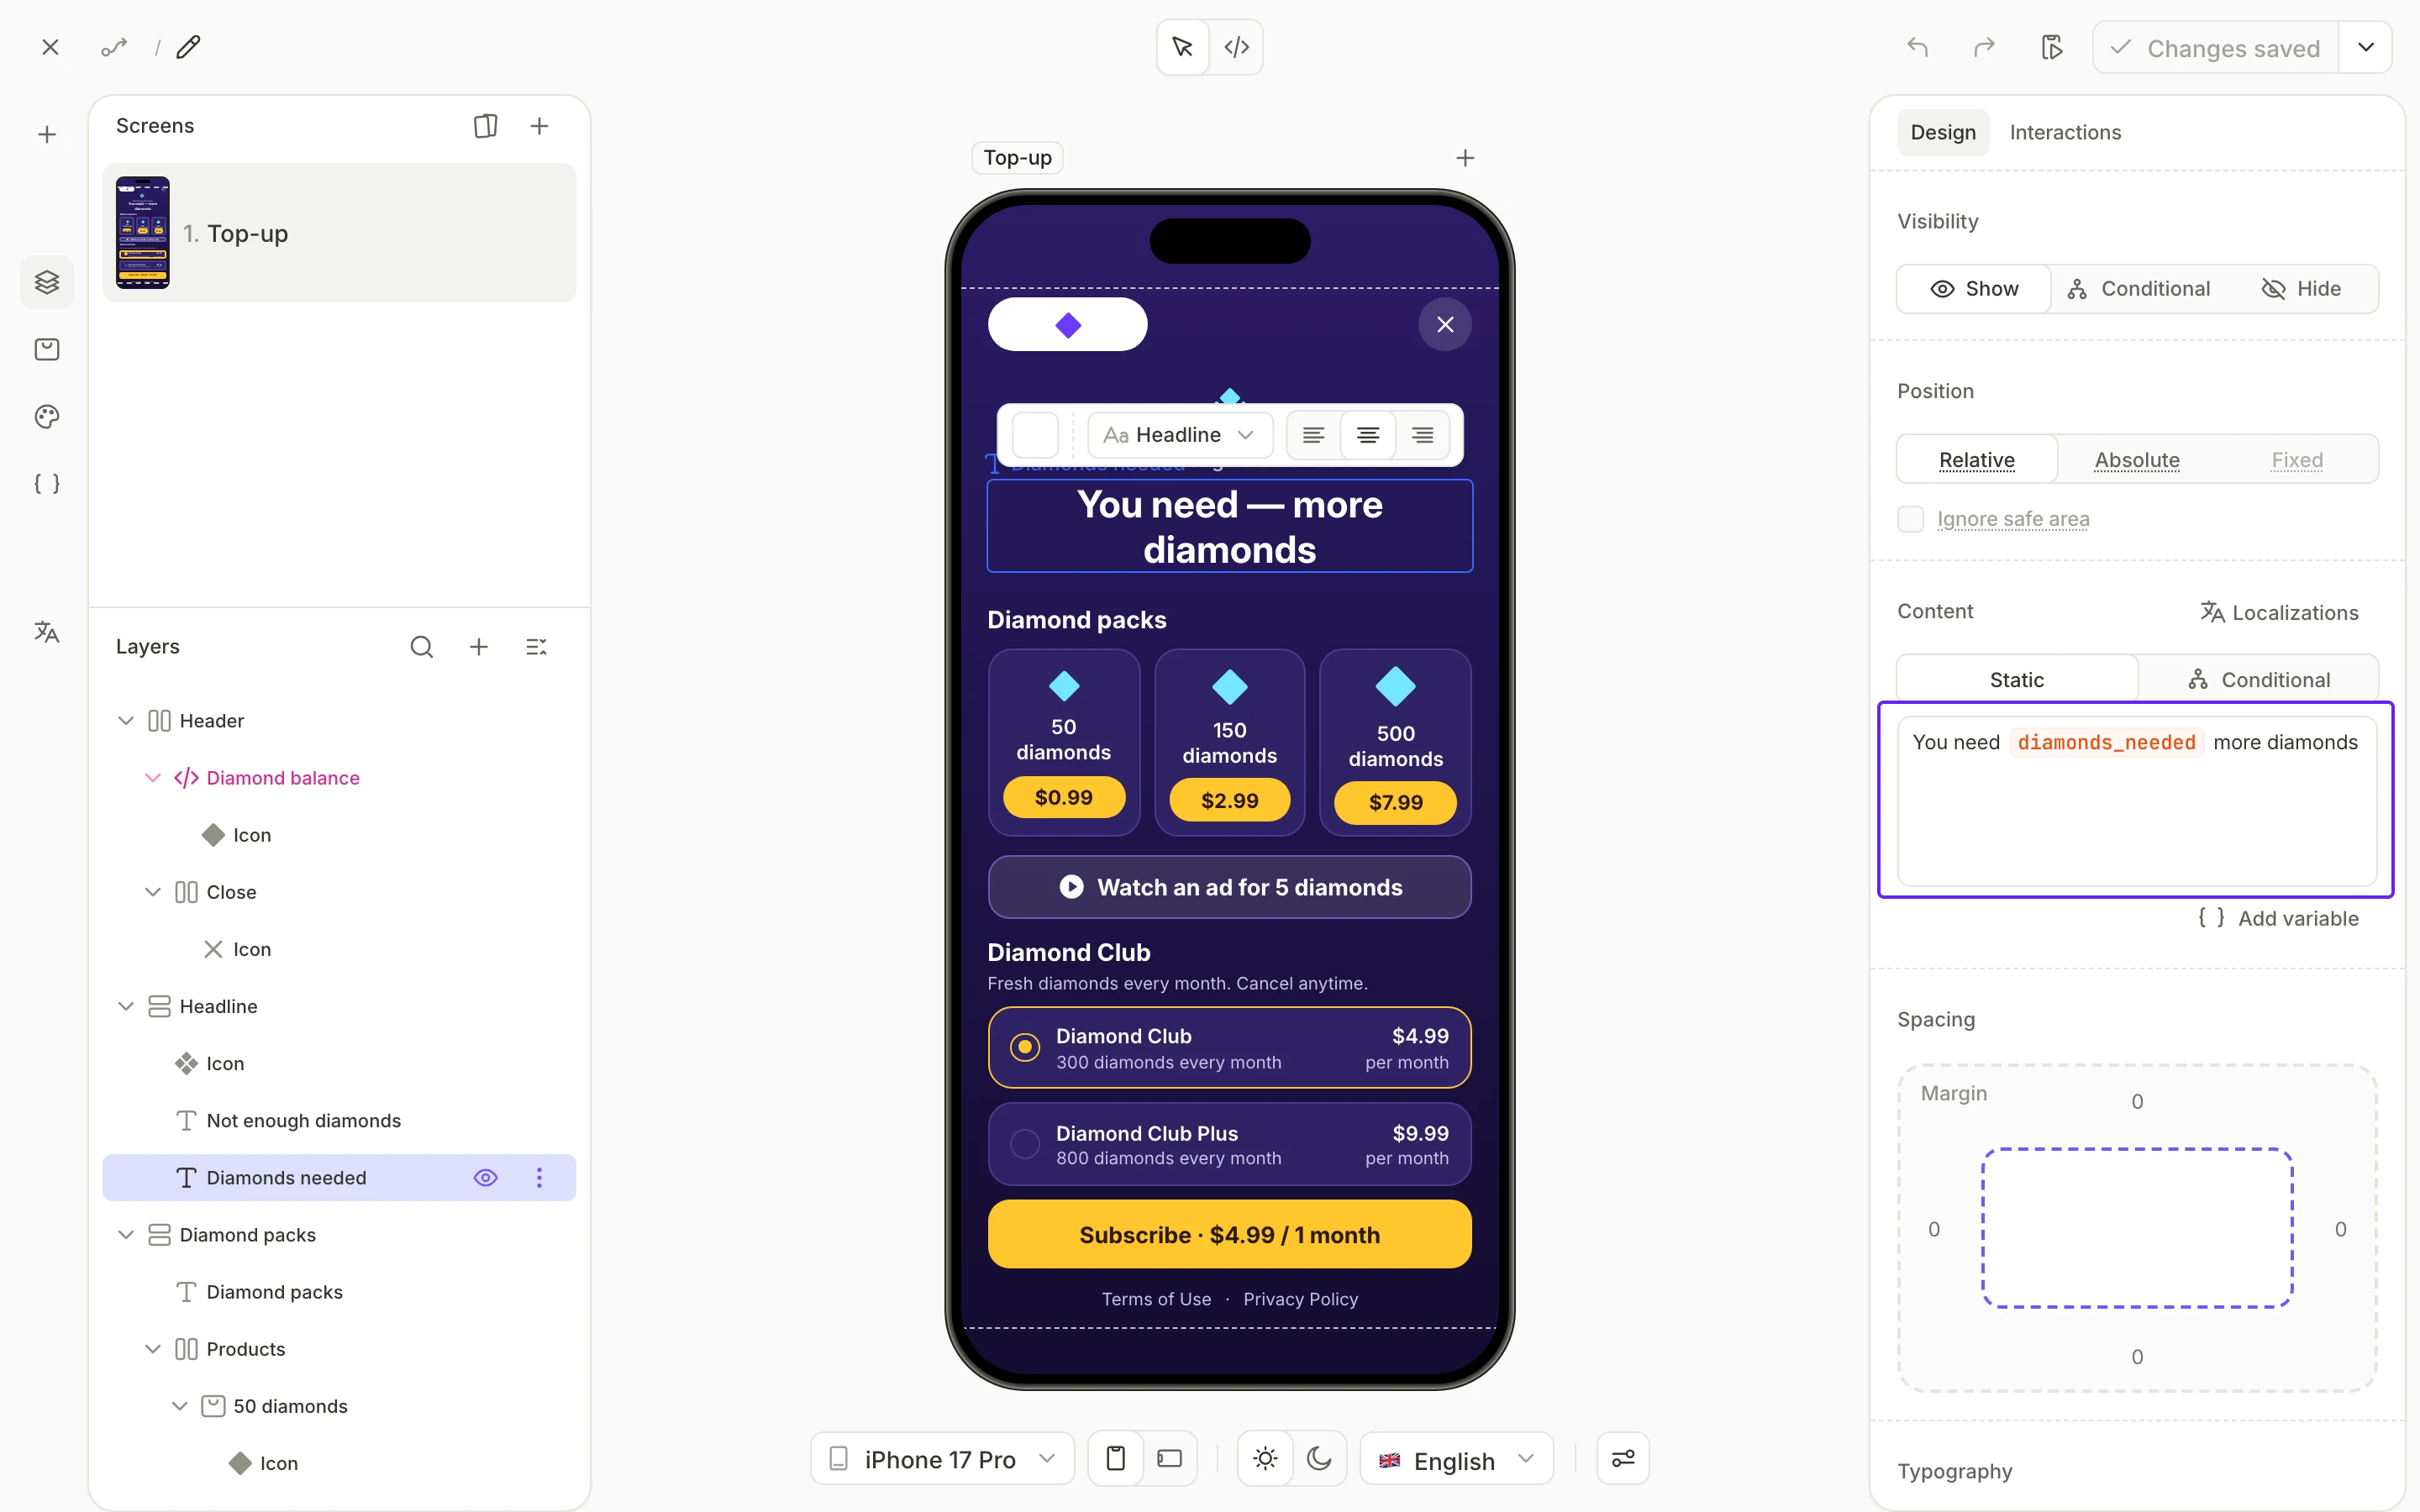 /
Changes saved
Screens
1. Top-up
Layers
Header
Diamond balance
Icon
Close
Icon
Headline
Icon
Not enough diamonds
Diamonds needed
Diamond packs
Diamond packs
Products
50 diamonds
Icon
Top-up
Aa Headline
Diamonds needed
You need — more
diamonds
Diamond packs
50
diamonds
$0.99
150
diamonds
$2.99
500
diamonds
$7.99
Watch an ad for 5 diamonds
Diamond Club
Fresh diamonds every month. Cancel anytime.
Diamond Club
300 diamonds every month
$4.99
per month
Diamond Club Plus
800 diamonds every month
$9.99
per month
Subscribe · $4.99 / 1 month
Terms of Use · Privacy Policy
iPhone 17 Pro
English
Design Interactions
Visibility
Show Conditional Hide
Position
Relative Absolute Fixed
Ignore safe area
Content Localizations
Static Conditional
You need diamonds_needed more diamonds
{ } Add variable
Spacing
Margin
0
0
0
0
Typography